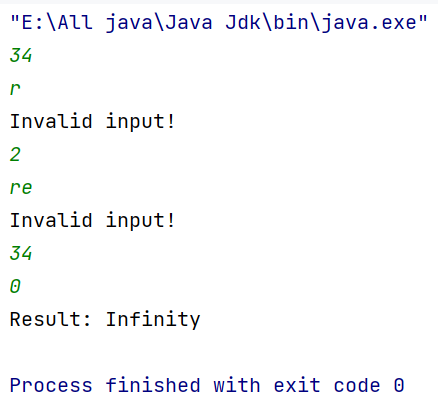 "E:\All java\Java Jdk\bin\java.exe"
34
r
Invalid input!
2
re
Invalid input!
34
0
Result: Infinity
Process finished with exit code 0